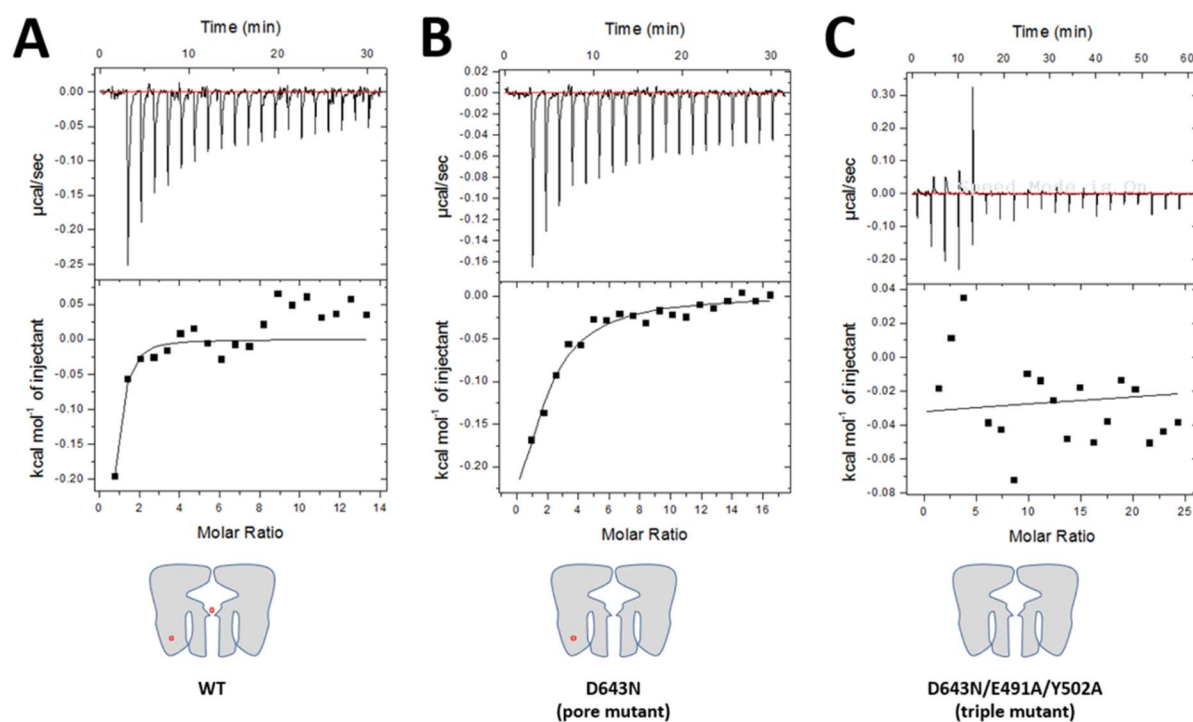 A
Time (min)
0 10 20 30
0.00
-0.05
-0.10
-0.15
-0.20
-0.25
µcal/sec
0.05
0.00
-0.05
-0.10
-0.15
-0.20
kcal mol-1 of injectant
0 2 4 6 8 10 12 14
Molar Ratio
WT
B
Time (min)
0 10 20 30
0.02
0.00
-0.02
-0.04
-0.06
-0.08
-0.10
-0.12
-0.14
-0.16
µcal/sec
0.00
-0.05
-0.10
-0.15
-0.20
kcal mol-1 of injectant
0 2 4 6 8 10 12 14 16
Molar Ratio
D643N
(pore mutant)
C
Time (min)
0 10 20 30 40 50 60
0.30
0.20
0.10
0.00
-0.10
-0.20
µcal/sec
Speed Mode is On
0.04
0.02
0.00
-0.02
-0.04
-0.06
-0.08
kcal mol-1 of injectant
0 5 10 15 20 25
Molar Ratio
D643N/E491A/Y502A
(triple mutant)